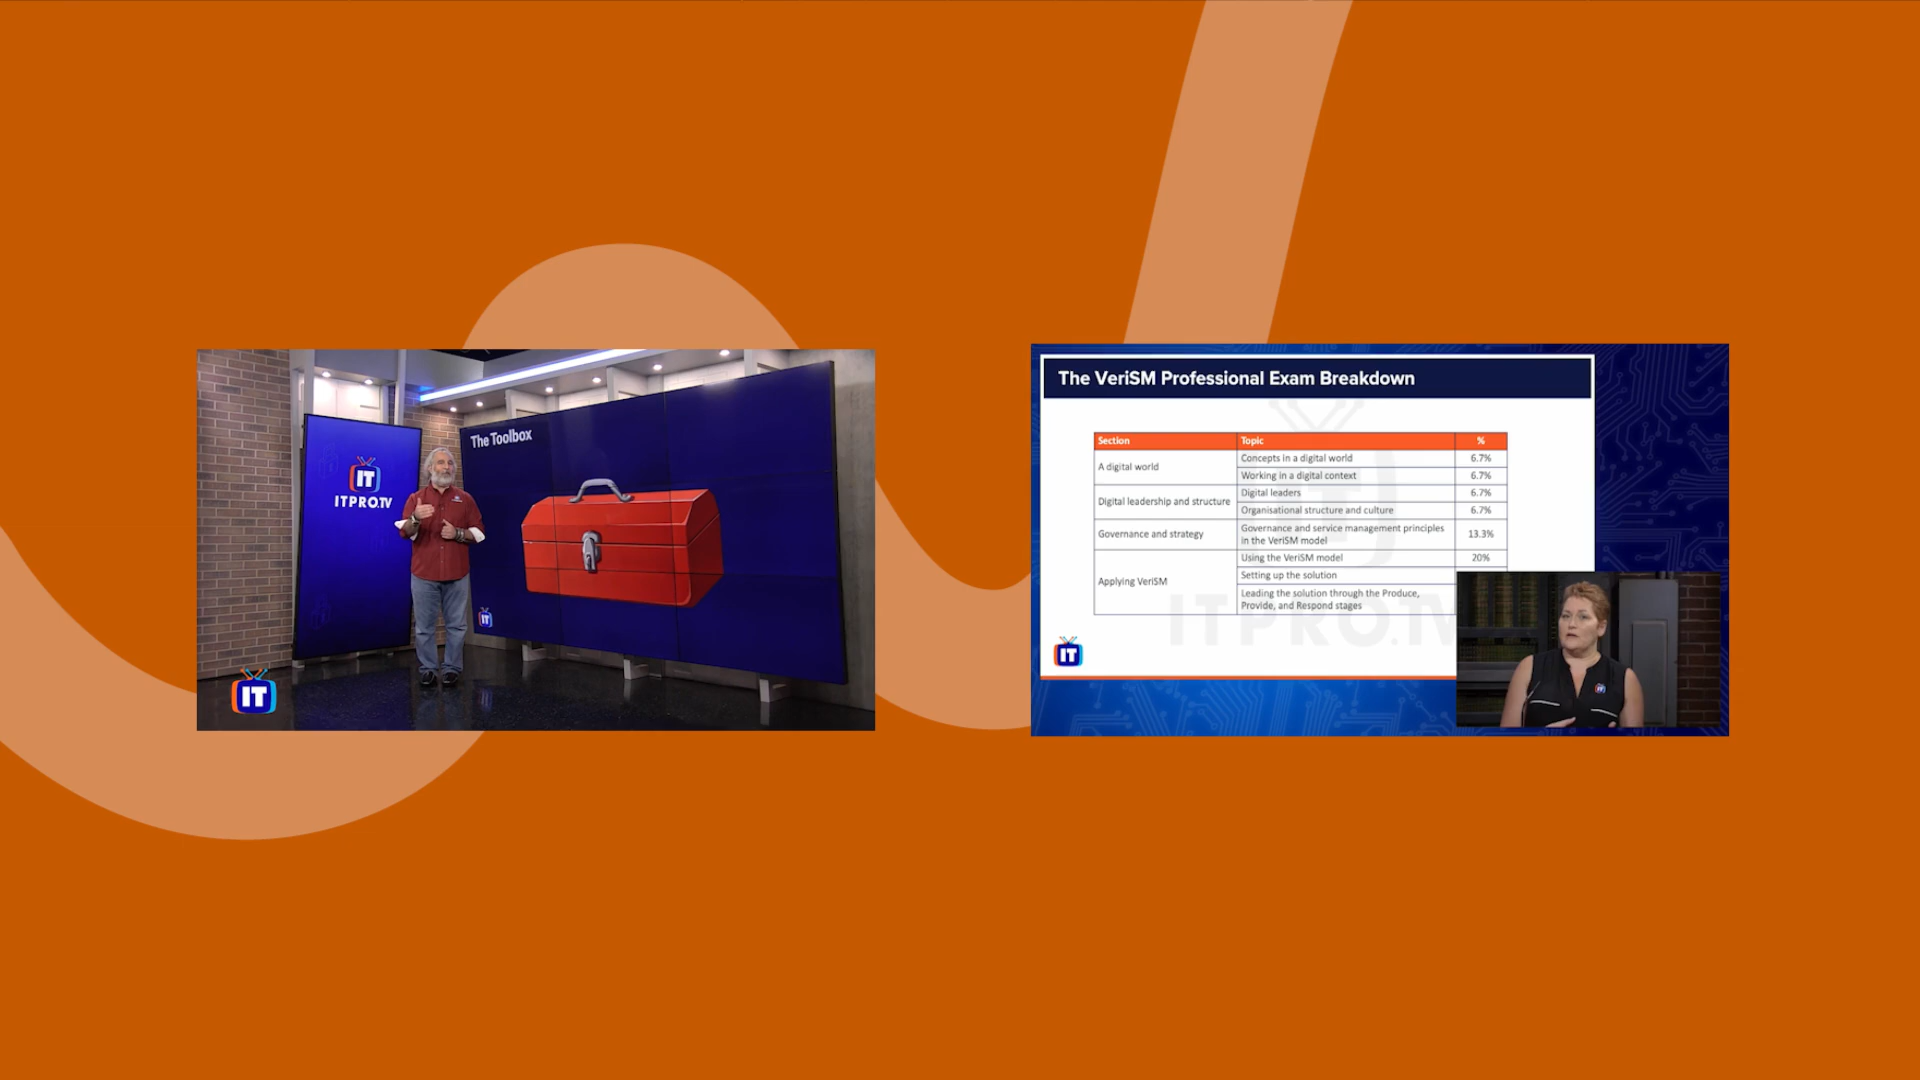 The Toolbox
IT
ITPRO.TV
IT
IT
The VeriSM Professional Exam Breakdown
Section Topic %
A digital world
Concepts in a digital world 6.7%
Working in a digital context 6.7%
Digital leadership and structure
Digital leaders 6.7%
Organisational structure and culture 6.7%
Governance and strategy
Governance and service management principles
in the VeriSM model
13.3%
Applying VeriSM
Using the VeriSM model 20%
Setting up the solution
Leading the solution through the Produce,
Provide, and Respond stages
ITPRO.TV
IT